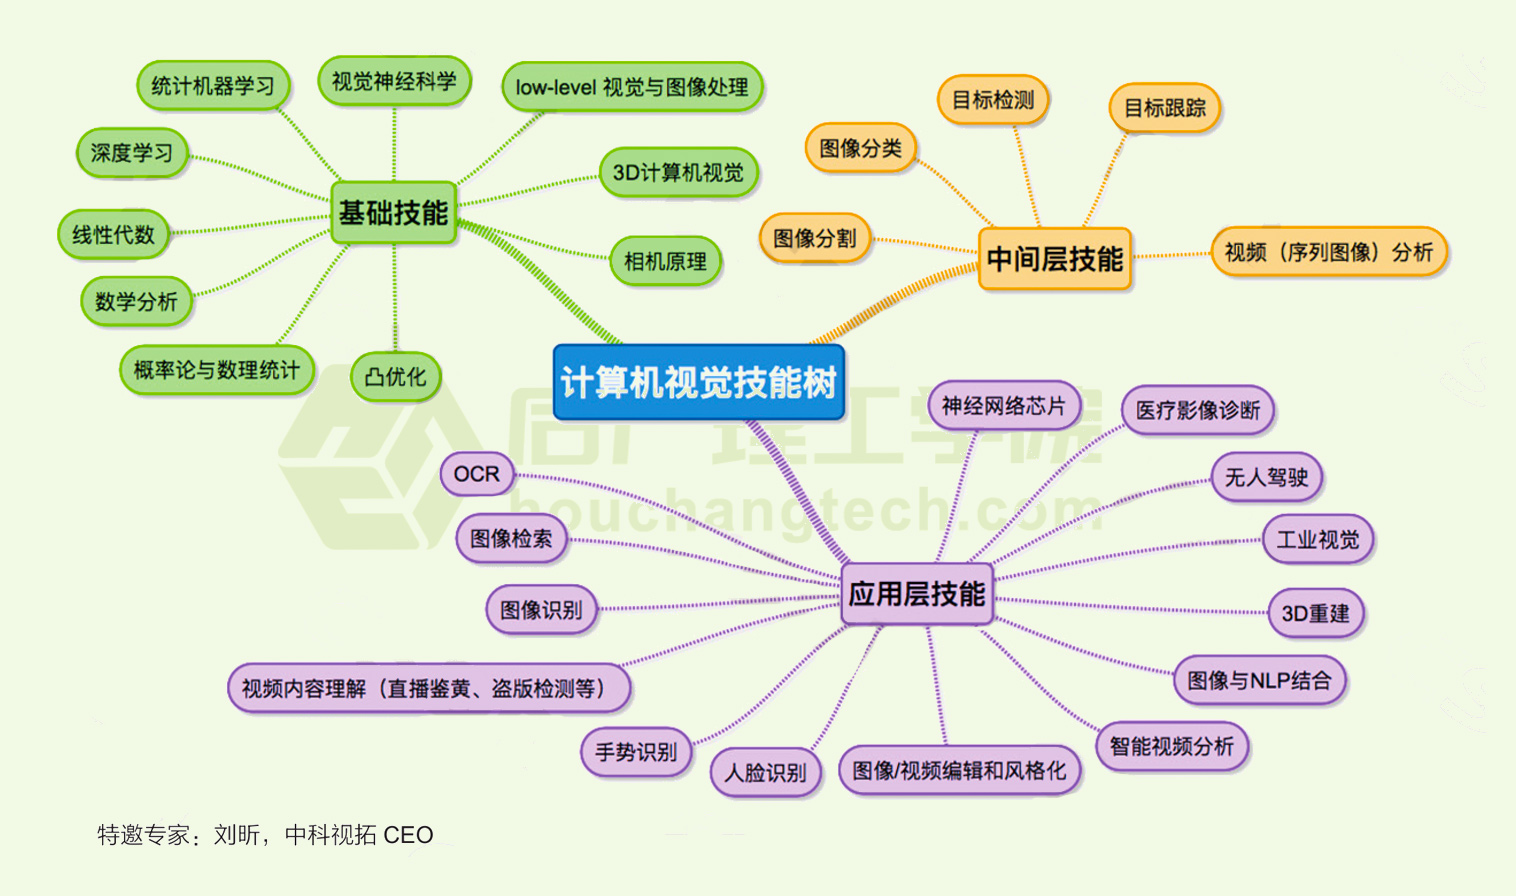 统计机器学习
视觉神经科学
low-level 视觉与图像处理
深度学习
3D计算机视觉
基础技能
线性代数
相机原理
数学分析
概率论与数理统计
凸优化
目标检测
目标跟踪
图像分类
图像分割
中间层技能
视频（序列图像）分析
计算机视觉技能树
神经网络芯片
医疗影像诊断
OCR
无人驾驶
图像检索
工业视觉
应用层技能
图像识别
3D重建
视频内容理解（直播鉴黄、盗版检测等）
图像与NLP结合
手势识别
人脸识别
图像/视频编辑和风格化
智能视频分析
理工学院
houchangtech.com
特邀专家：刘昕，中科视拓 CEO